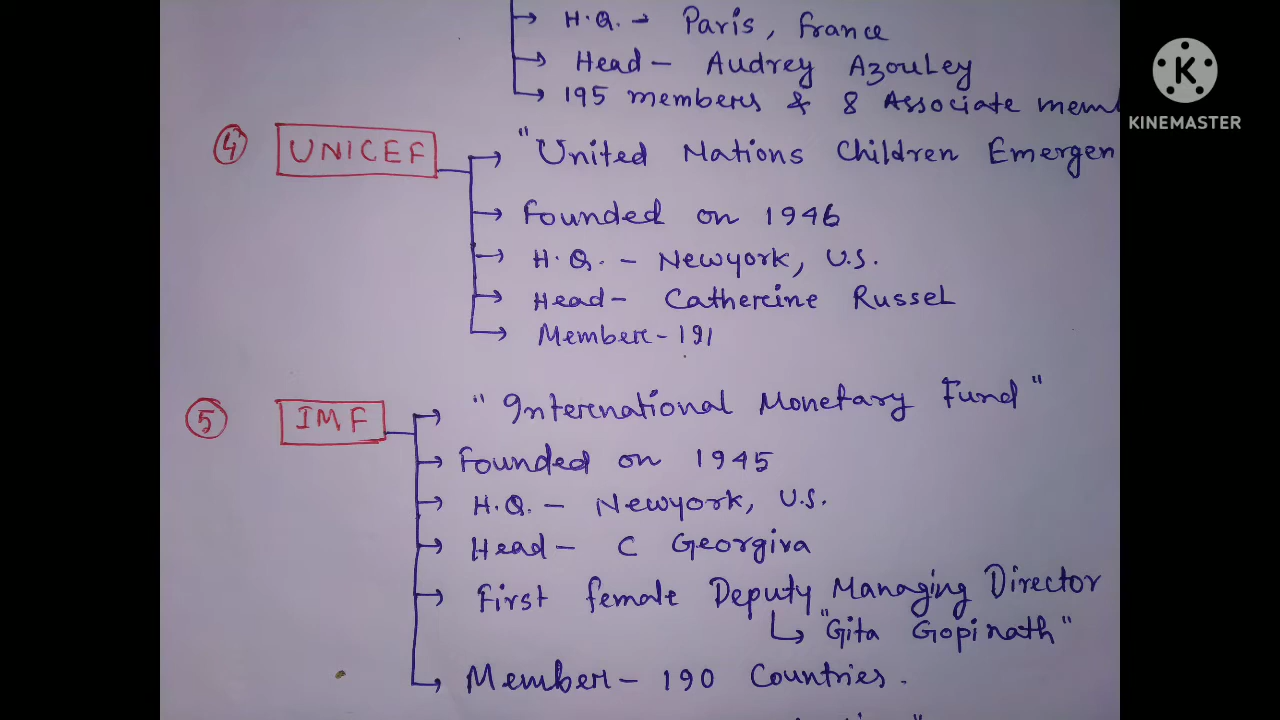 H.Q. → Paris, France
Head - Audrey Azouley
195 members & 8 Associate mem
KINEMASTER
④ UNICEF "United Nations Children Emergen
Founded on 1946
H.Q. - Newyork, U.S.
Head - Catherine Russel
Member - 191
⑤ IMF "International Monetary Fund"
Founded on 1945
H.Q. - Newyork, U.S.
Head - C Georgiva
First female Deputy Managing Director
"Gita Gopinath"
Member - 190 Countries.